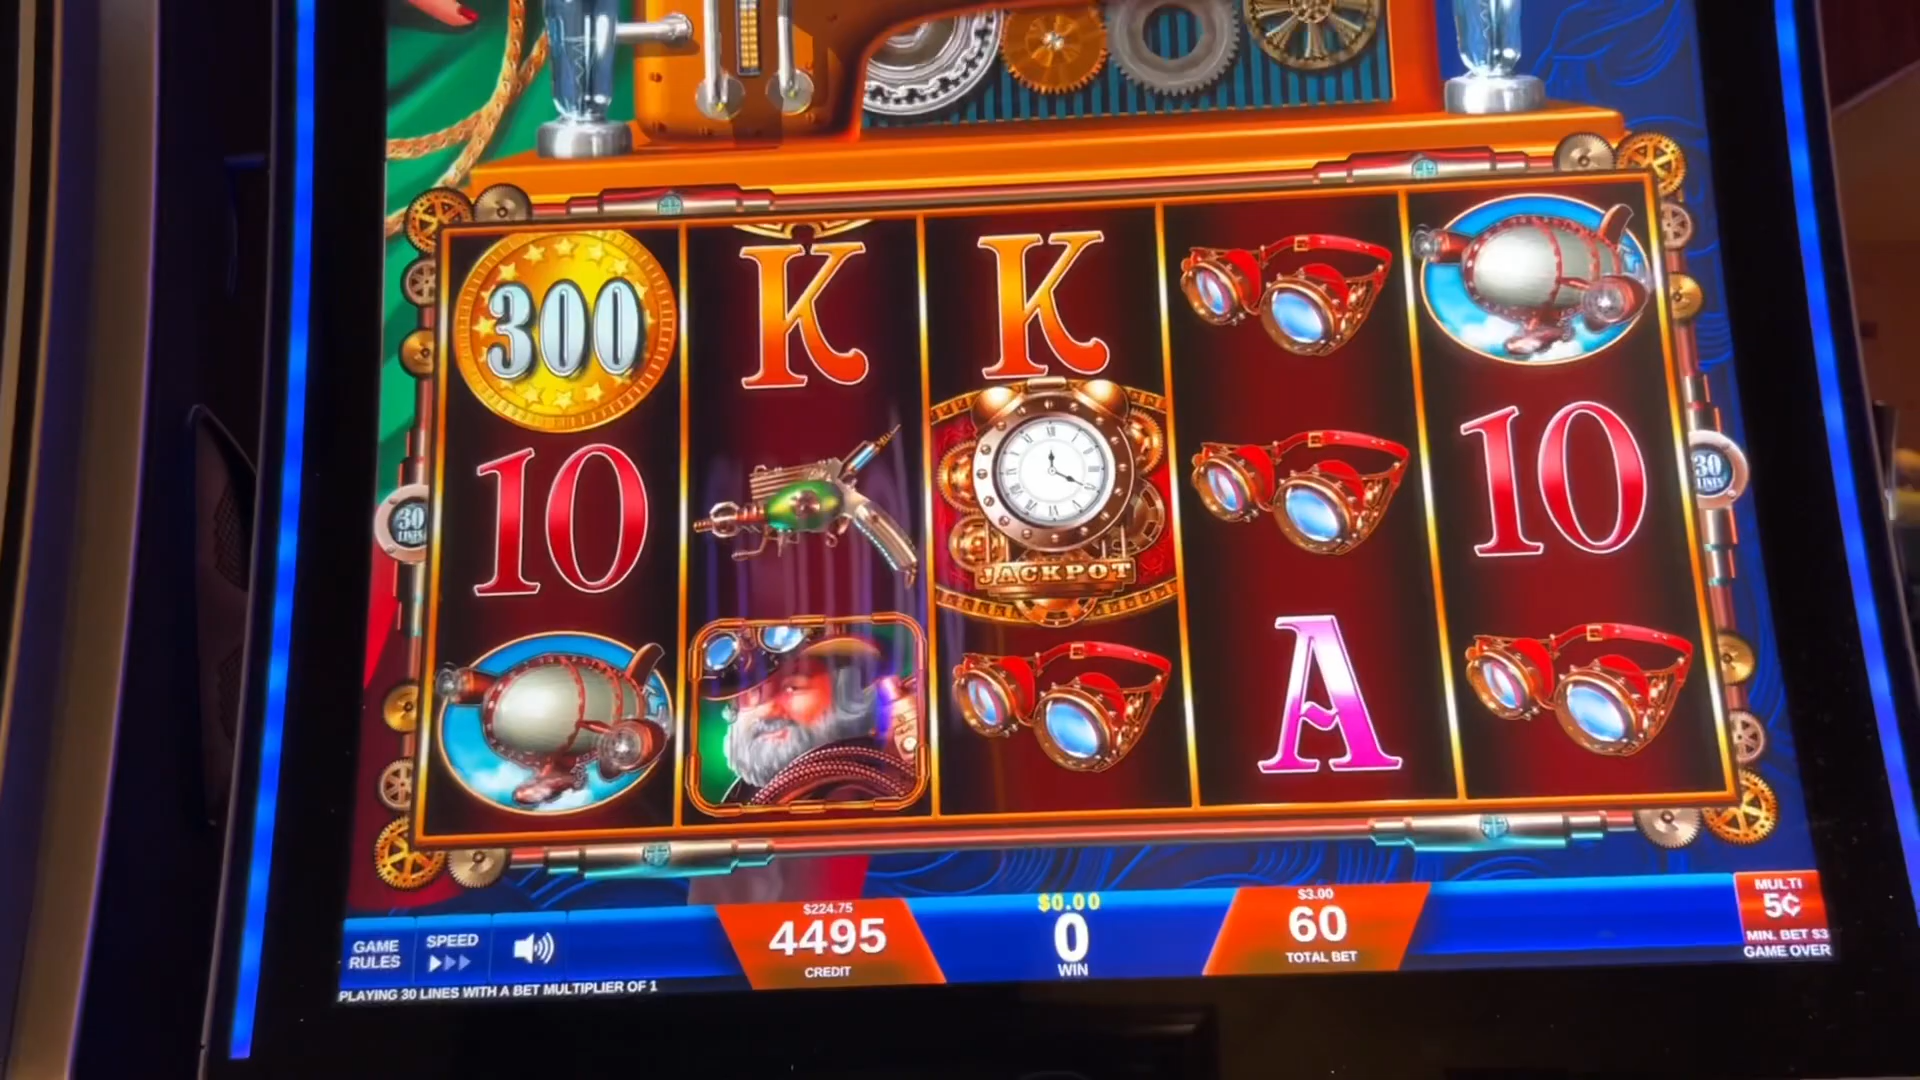 300
K
K
10
10
30
LINES
30
LINES
JACKPOT
A
GAME
RULES
SPEED
$224.75
4495
CREDIT
$0.00
0
WIN
$3.00
60
TOTAL BET
MULTI
5¢
MIN. BET $3
GAME OVER
PLAYING 30 LINES WITH A BET MULTIPLIER OF 1